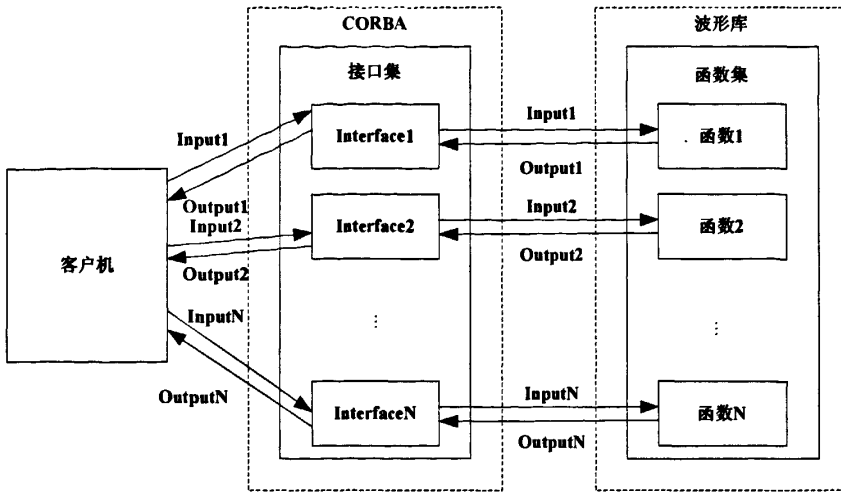 CORBA
波形库
接口集
函数集
Input1
Interface1
Input1
函数1
Output1
Output1
Input2
Interface2
Input2
函数2
Output2
Output2
客户机
⋮
⋮
InputN
OutputN
InterfaceN
InputN
函数N
OutputN